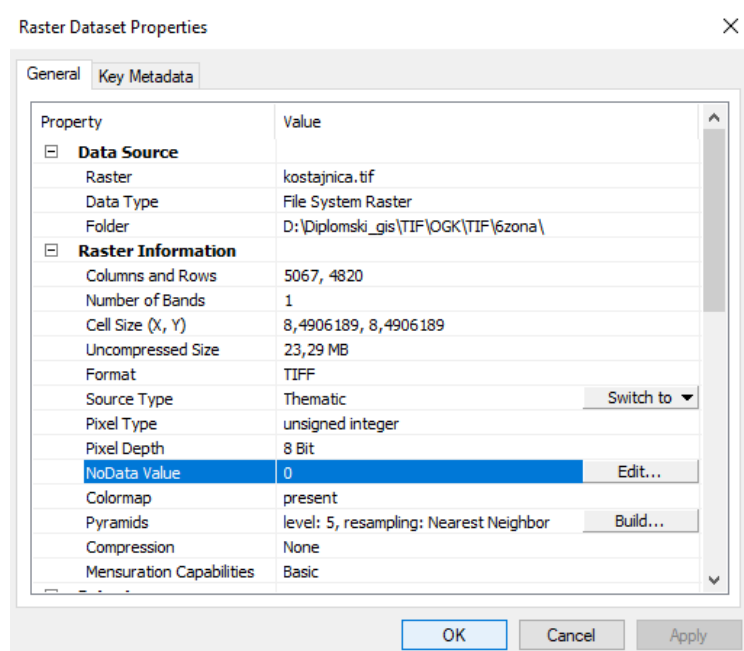 Raster Dataset Properties
General Key Metadata
Property Value
Data Source
Raster kostajnica.tif
Data Type File System Raster
Folder D:\Diplomski_gis\TIF\OGK\TIF\6zona\
Raster Information
Columns and Rows 5067, 4820
Number of Bands 1
Cell Size (X, Y) 8,4906189, 8,4906189
Uncompressed Size 23,29 MB
Format TIFF
Source Type Thematic Switch to
Pixel Type unsigned integer
Pixel Depth 8 Bit
NoData Value 0 Edit...
Colormap present
Pyramids level: 5, resampling: Nearest Neighbor Build...
Compression None
Mensuration Capabilities Basic
OK Cancel Apply